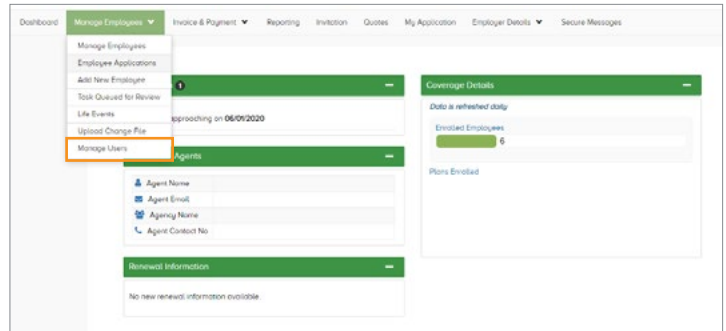 Dashboard Manage Employees Invoice & Payment Reporting Invitation Quotes My Application Employer Details Secure Messages
Manage Employees
Employee Applications
Add New Employee
Task Queued for Review
Life Events
Upload Change File
Manage Users
1
approaching on 06/01/2020
Agents
Agent Name
Agent Email
Agency Name
Agent Contact No
Renewal Information
No new renewal information available.
Coverage Details
Data is refreshed daily
Enrolled Employees
6
Plans Enrolled